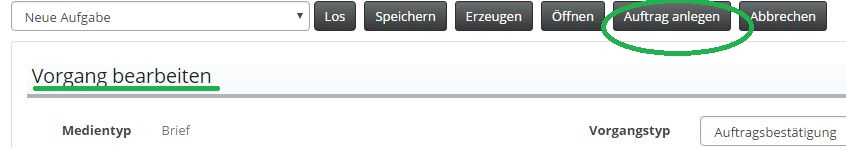 Neue Aufgabe Los Speichern Erzeugen Öffnen Auftrag anlegen Abbrechen
Vorgang bearbeiten
Medientyp Brief Vorgangstyp Auftragsbestätigung